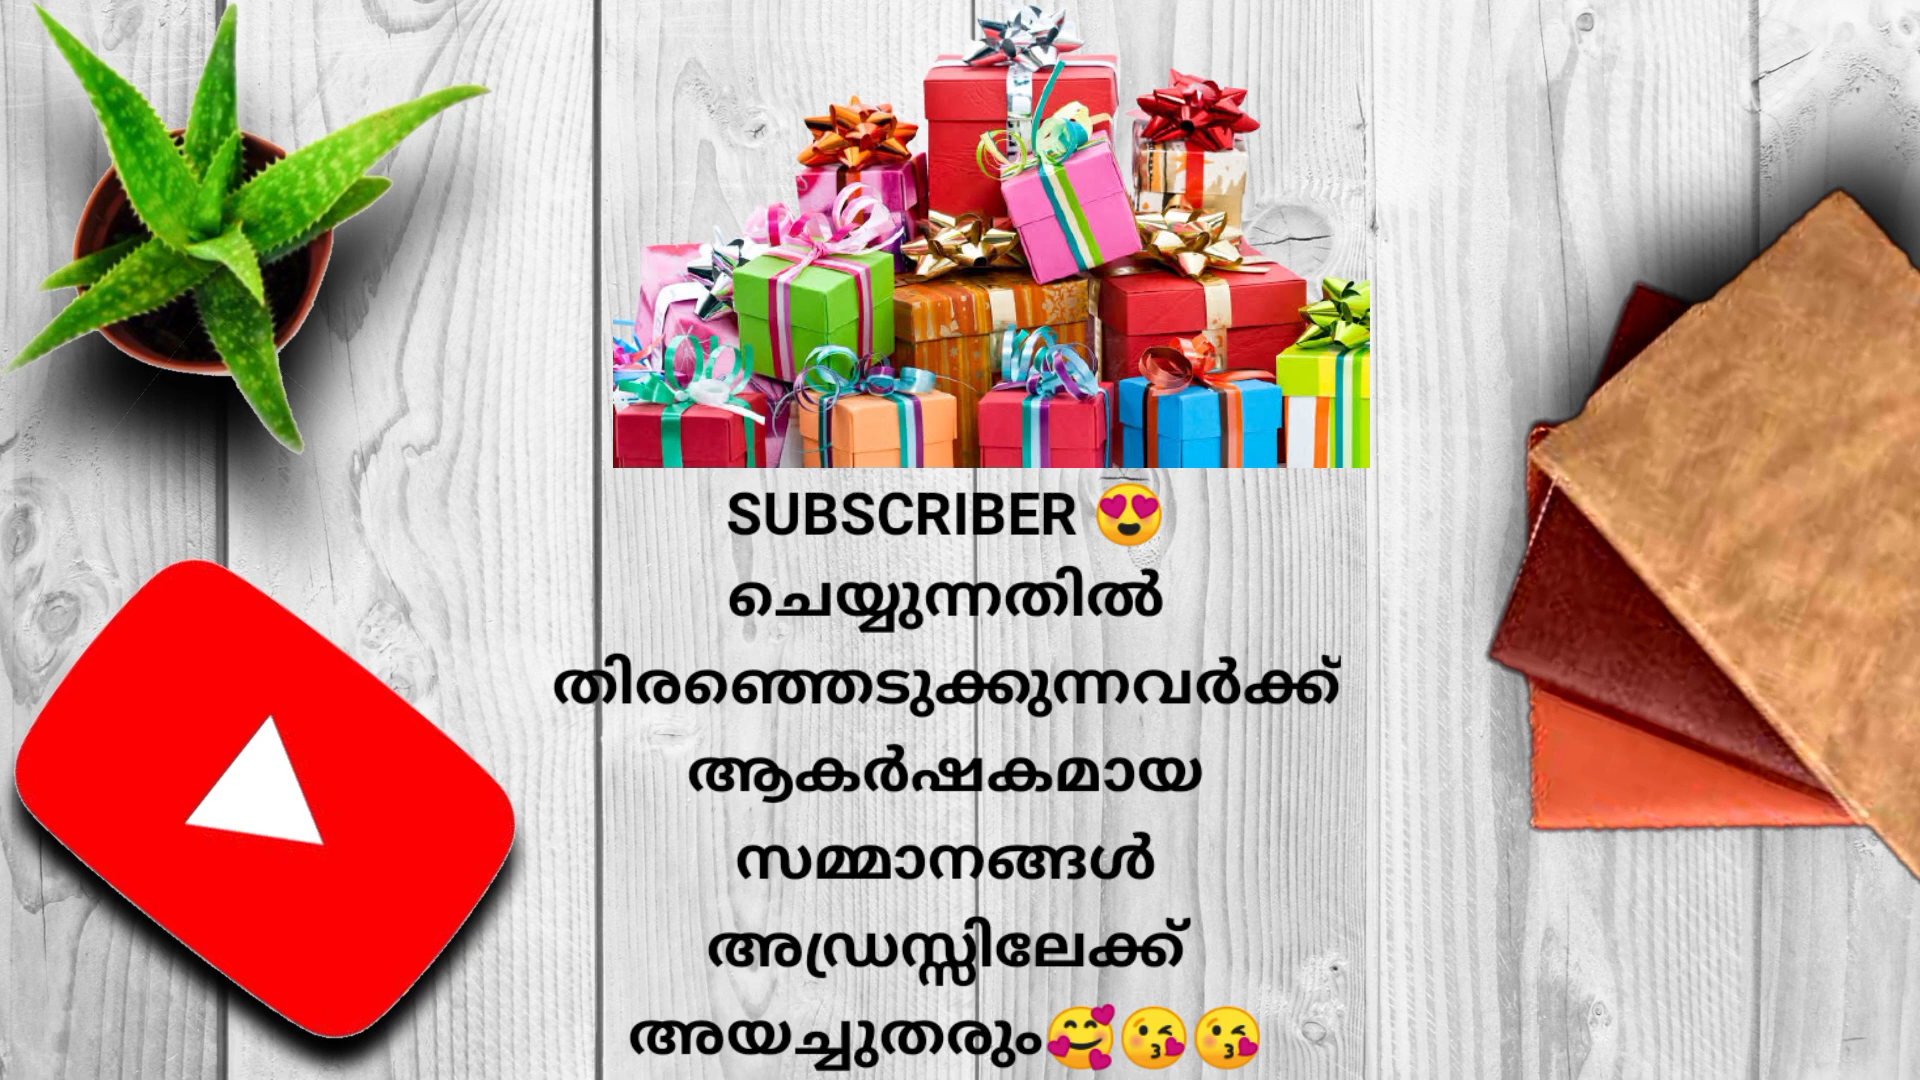 SUBSCRIBER 😍
ചെയ്യുന്നതിൽ
തിരഞ്ഞെടുക്കുന്നവർക്ക്
ആകർഷകമായ
സമ്മാനങ്ങൾ
അഡ്രസ്സിലേക്ക്
അയച്ചുതരും🥰😘😘